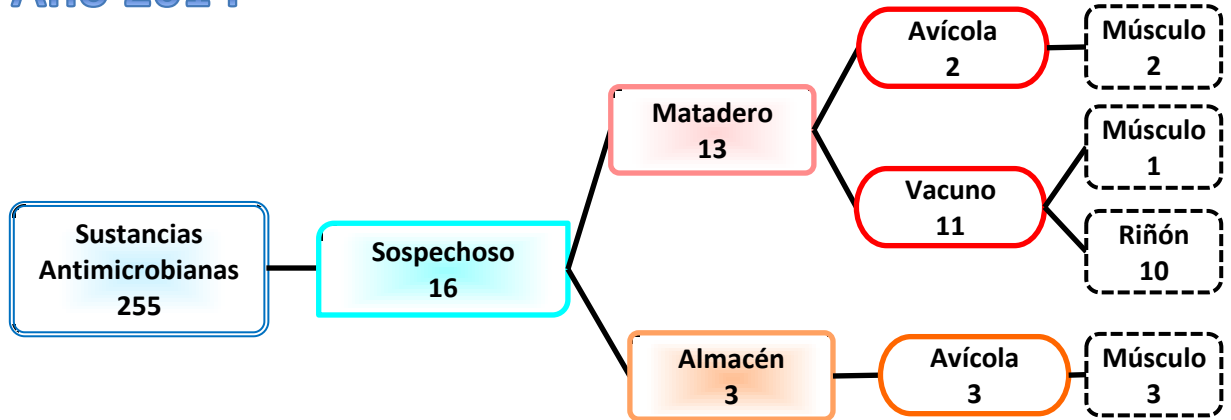 Sustancias
Antimicrobianas
255
Sospechoso
16
Matadero
13
Avícola
2
Músculo
2
Vacuno
11
Músculo
1
Riñón
10
Almacén
3
Avícola
3
Músculo
3